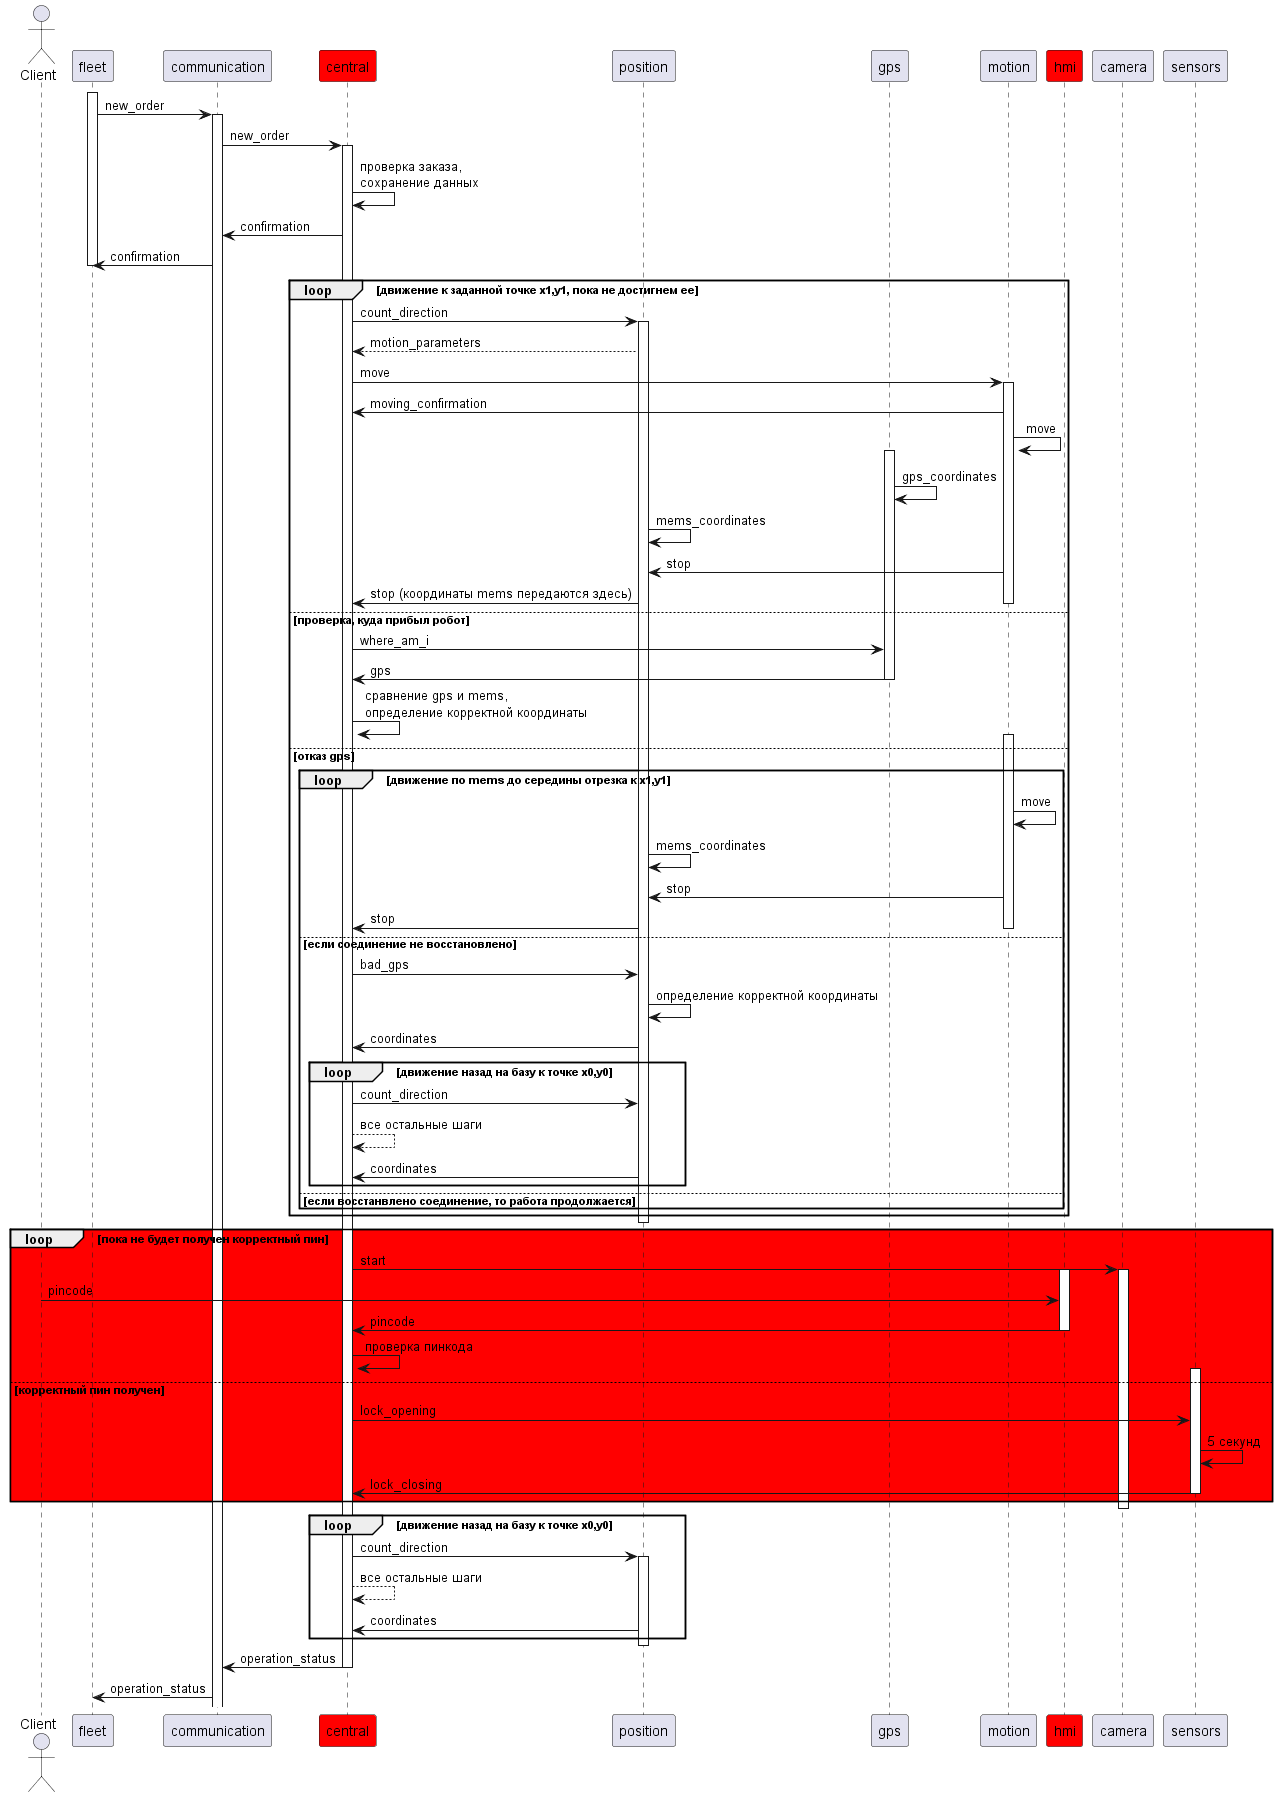 Client
fleet
communication
central
position
gps
motion
hmi
camera
sensors
new_order
new_order
проверка заказа,
сохранение данных
confirmation
confirmation
loop
[движение к заданной точке x1,y1, пока не достигнем ее]
count_direction
motion_parameters
move
moving_confirmation
move
gps_coordinates
mems_coordinates
stop
stop (координаты mems передаются здесь)
[проверка, куда прибыл робот]
where_am_i
gps
сравнение gps и mems,
определение корректной координаты
[отказ gps]
loop
[движение по mems до середины отрезка к x1,y1]
move
mems_coordinates
stop
stop
[если соединение не восстановлено]
bad_gps
определение корректной координаты
coordinates
loop
[движение назад на базу к точке x0,y0]
count_direction
все остальные шаги
coordinates
[если восставнлено соединение, то работа продолжается]
loop
[пока не будет получен корректный пин]
start
pincode
pincode
проверка пинкода
[корректный пин получен]
lock_opening
5 секунд
lock_closing
loop
[движение назад на базу к точке x0,y0]
count_direction
все остальные шаги
coordinates
operation_status
operation_status
Client
fleet
communication
central
position
gps
motion
hmi
camera
sensors